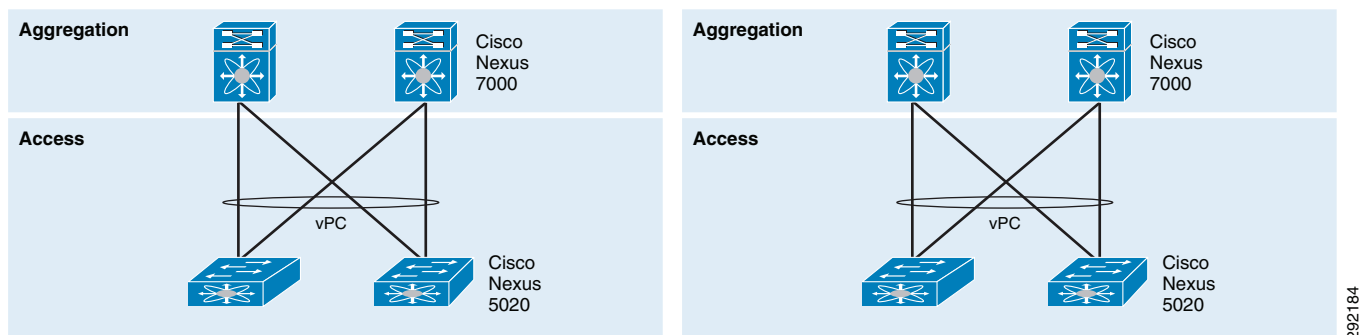 Aggregation
Cisco
Nexus
7000
Access
vPC
Cisco
Nexus
5020
Aggregation
Cisco
Nexus
7000
Access
vPC
Cisco
Nexus
5020
292184